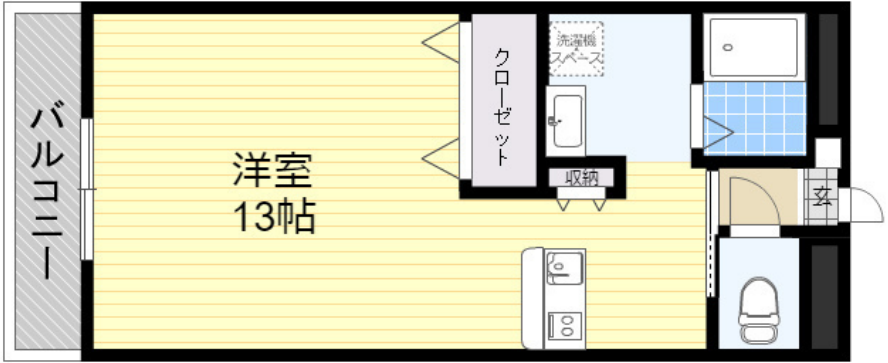 バルコニー
洋室
13帖
クローゼット
洗濯機
スペース
収納
玄